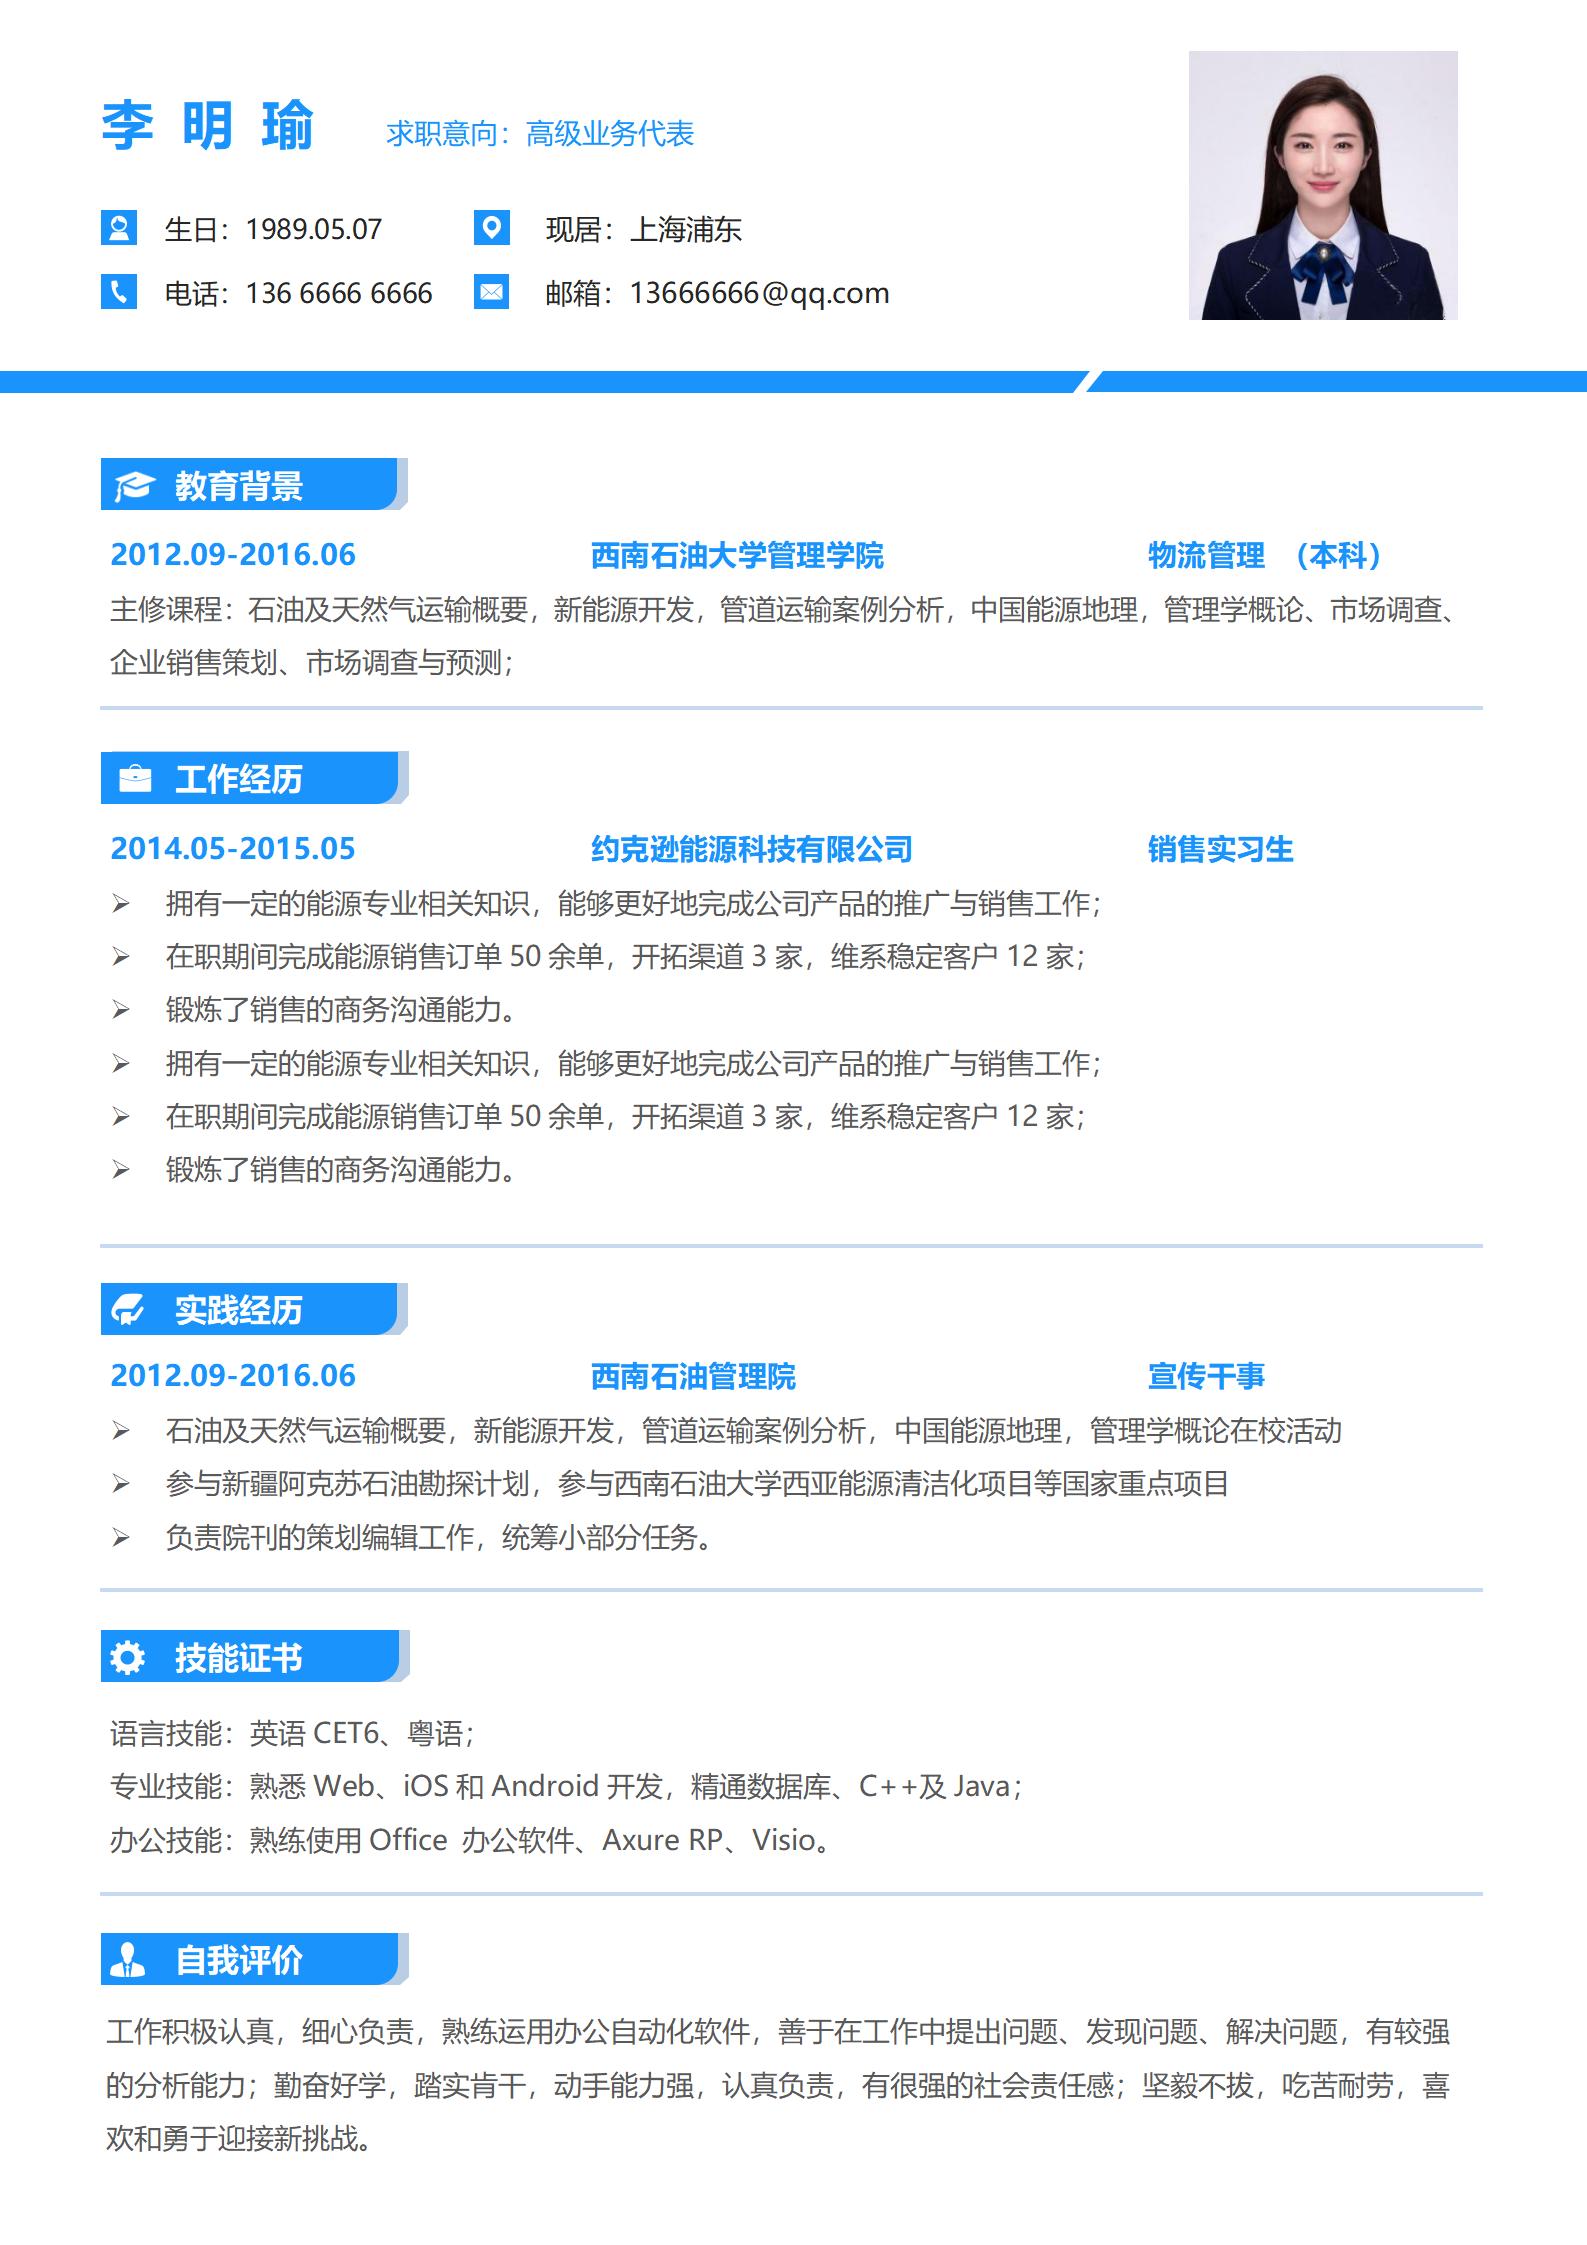 李明瑜 求职意向：高级业务代表
生日：1989.05.07 现居：上海浦东
电话：136 6666 6666 邮箱：13666666@qq.com
教育背景
2012.09-2016.06 西南石油大学管理学院 物流管理 （本科）
主修课程：石油及天然气运输概要，新能源开发，管道运输案例分析，中国能源地理，管理学概论、市场调查、
企业销售策划、市场调查与预测；
工作经历
2014.05-2015.05 约克逊能源科技有限公司 销售实习生
➢ 拥有一定的能源专业相关知识，能够更好地完成公司产品的推广与销售工作；
➢ 在职期间完成能源销售订单 50 余单，开拓渠道 3 家，维系稳定客户 12 家；
➢ 锻炼了销售的商务沟通能力。
➢ 拥有一定的能源专业相关知识，能够更好地完成公司产品的推广与销售工作；
➢ 在职期间完成能源销售订单 50 余单，开拓渠道 3 家，维系稳定客户 12 家；
➢ 锻炼了销售的商务沟通能力。
实践经历
2012.09-2016.06 西南石油管理院 宣传干事
➢ 石油及天然气运输概要，新能源开发，管道运输案例分析，中国能源地理，管理学概论在校活动
➢ 参与新疆阿克苏石油勘探计划，参与西南石油大学西亚能源清洁化项目等国家重点项目
➢ 负责院刊的策划编辑工作，统筹小部分任务。
技能证书
语言技能：英语 CET6、粤语；
专业技能：熟悉 Web、iOS 和 Android 开发，精通数据库、C++及 Java；
办公技能：熟练使用 Office 办公软件、Axure RP、Visio。
自我评价
工作积极认真，细心负责，熟练运用办公自动化软件，善于在工作中提出问题、发现问题、解决问题，有较强
的分析能力；勤奋好学，踏实肯干，动手能力强，认真负责，有很强的社会责任感；坚毅不拔，吃苦耐劳，喜
欢和勇于迎接新挑战。